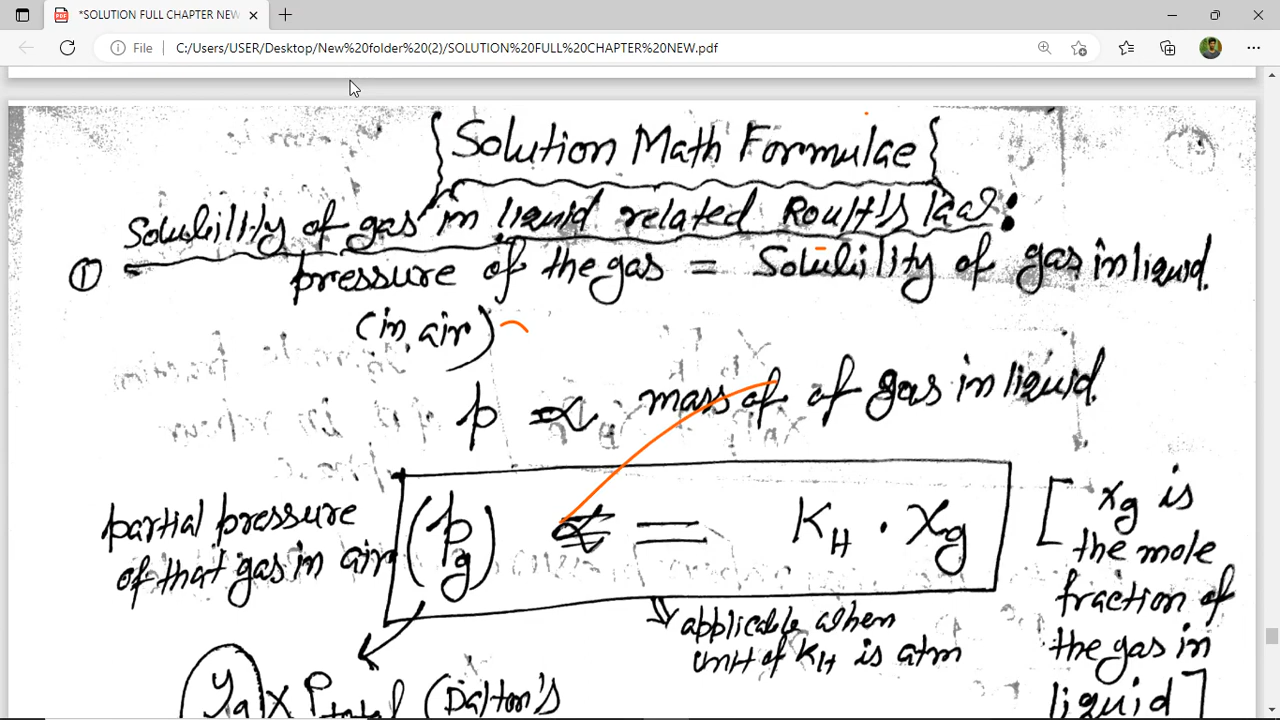 *SOLUTION FULL CHAPTER NEW
File C:/Users/USER/Desktop/New%20folder%20(2)/SOLUTION%20FULL%20CHAPTER%20NEW.pdf
{Solution Math Formulae}
Solubility of gas in liquid related Roult's law:
① pressure of the gas = Solubility of gas in liquid.
(in air)
p ∝ mass of of gas in liquid.
partial pressure
of that gas in air
(pg) = KH · xg
[xg is
the mole
fraction of
the gas in
liquid]
applicable when
unit of KH is atm
yg × Ptotal (Dalton's